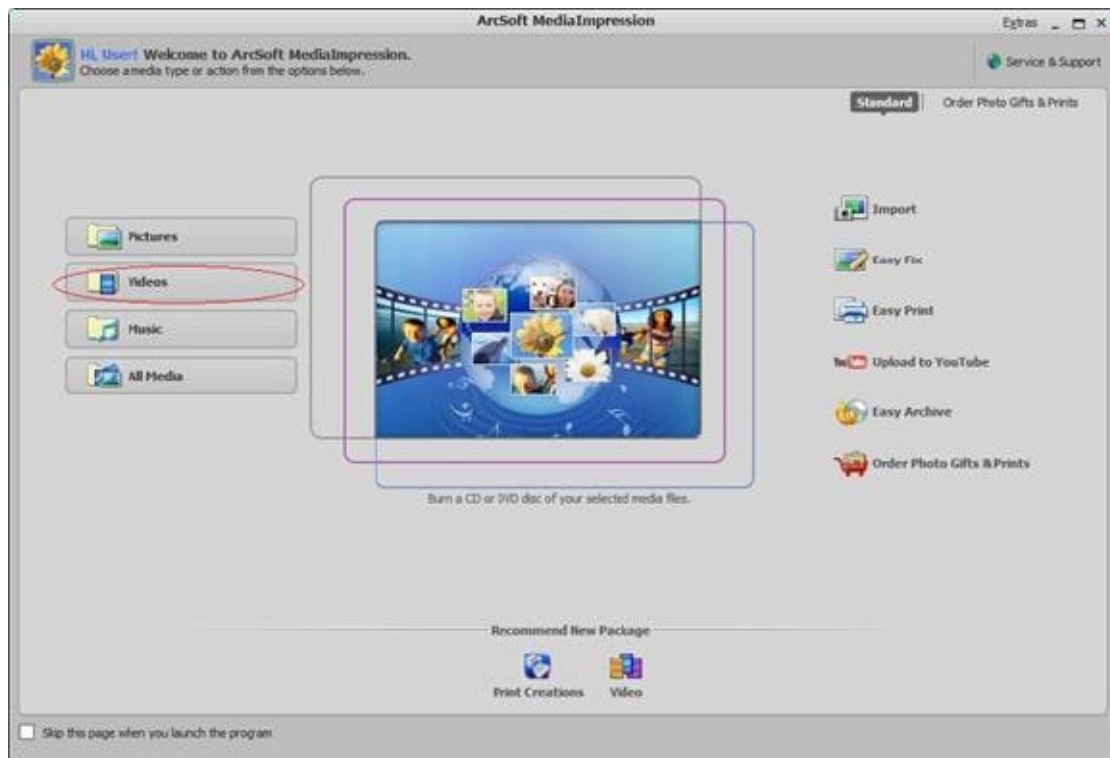 ArcSoft MediaImpression
Extras
Hi, User! Welcome to ArcSoft MediaImpression.
Choose a media type or action from the options below.
Service & Support
Standard
Order Photo Gifts & Prints
Pictures
Videos
Music
All Media
Import
Easy Fix
Easy Print
You Tube Upload to YouTube
Easy Archive
Order Photo Gifts & Prints
Burn a CD or DVD disc of your selected media files.
Recommend New Package
Print Creations
Video
Skip this page when you launch the program